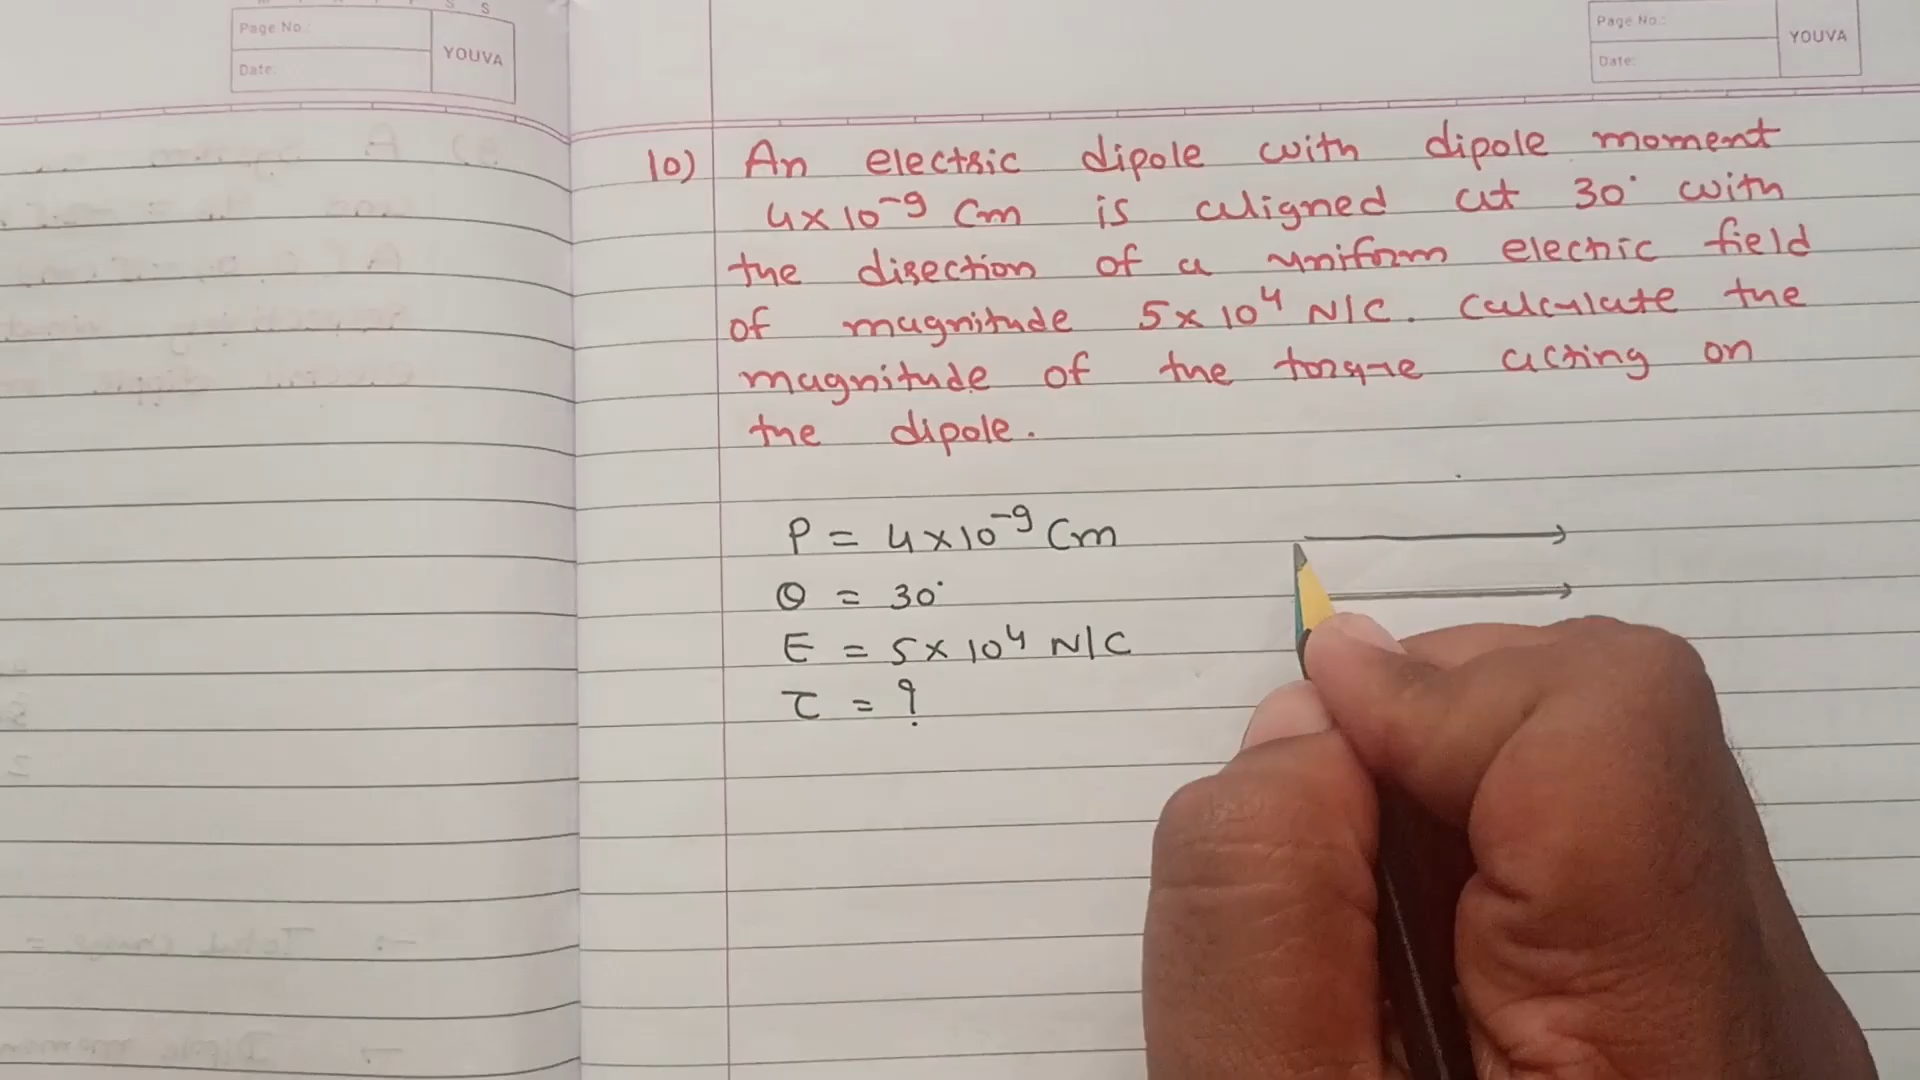 Page No.:
Date:
YOUVA
Page No.:
Date:
YOUVA
10) An electric dipole with dipole moment
4×10⁻⁹ Cm is aligned at 30° with
the direction of a uniform electric field
of magnitude 5×10⁴ N/C. Calculate the
magnitude of the torque acting on
the dipole.
P = 4×10⁻⁹ Cm
θ = 30°
E = 5×10⁴ N/C
τ = ?